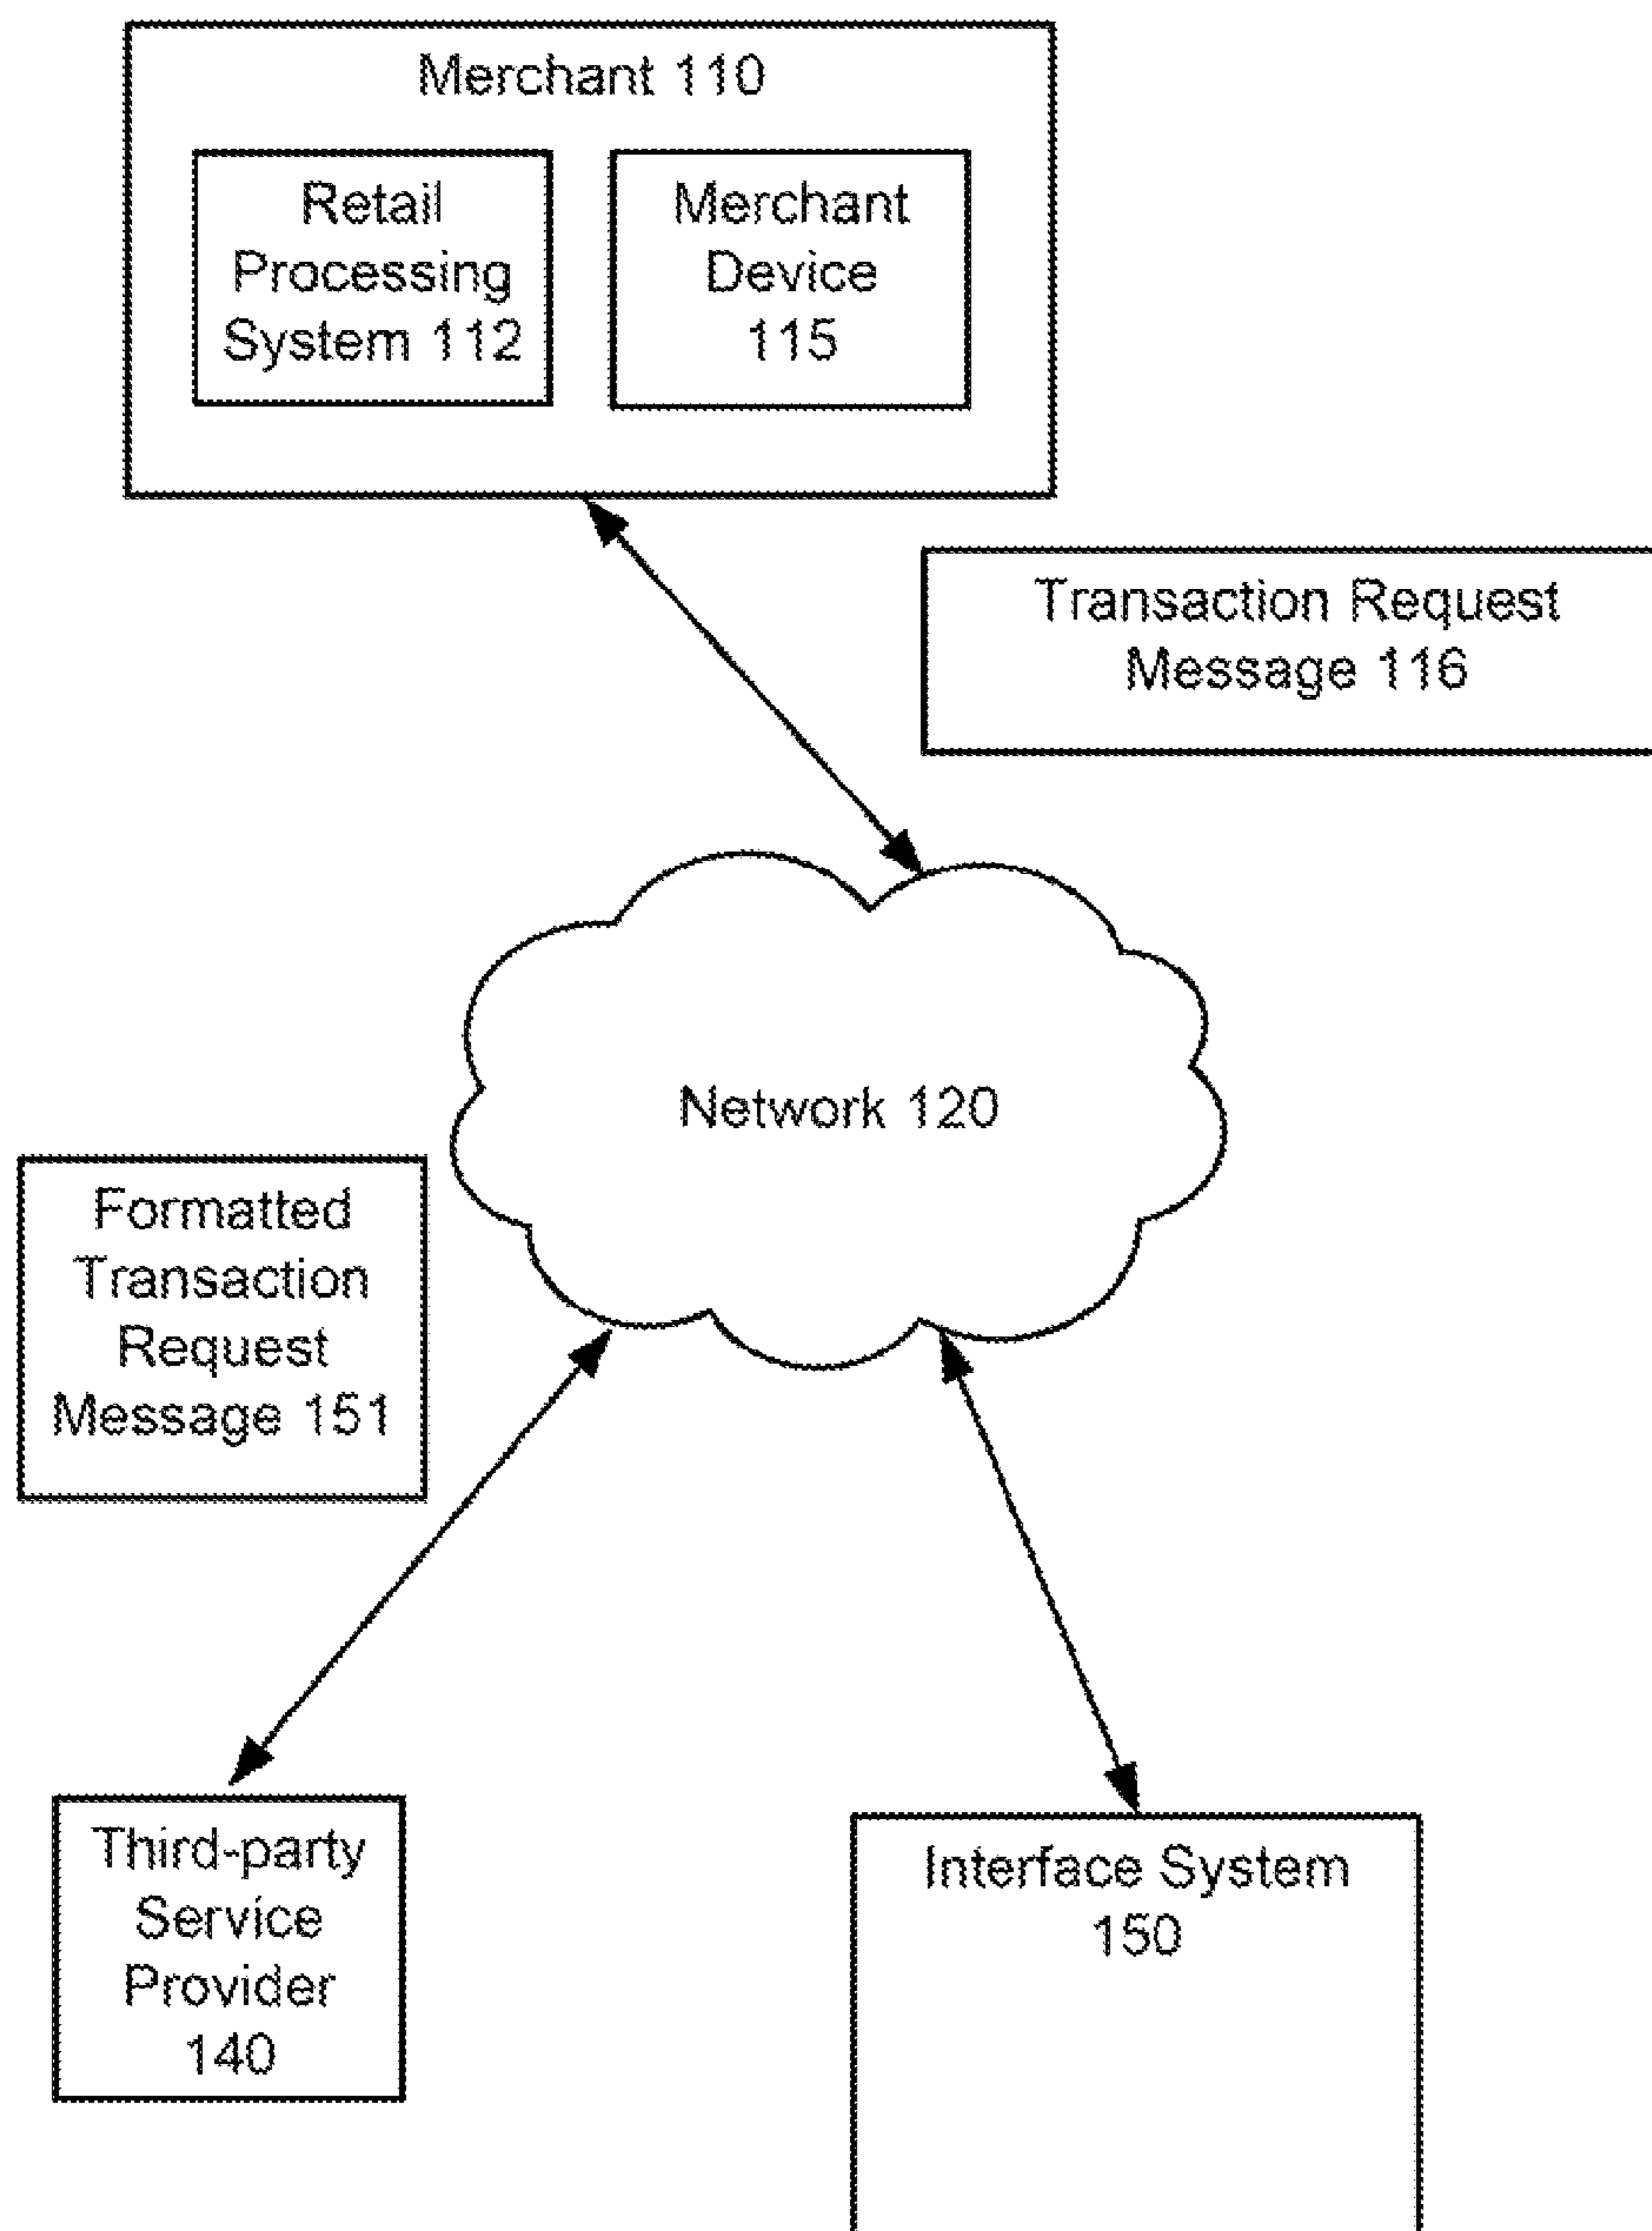 Merchant 110
Retail
Processing
System 112
Merchant
Device
115
Transaction Request
Message 116
Network 120
Formatted
Transaction
Request
Message 151
Third-party
Service
Provider
140
Interface System
150